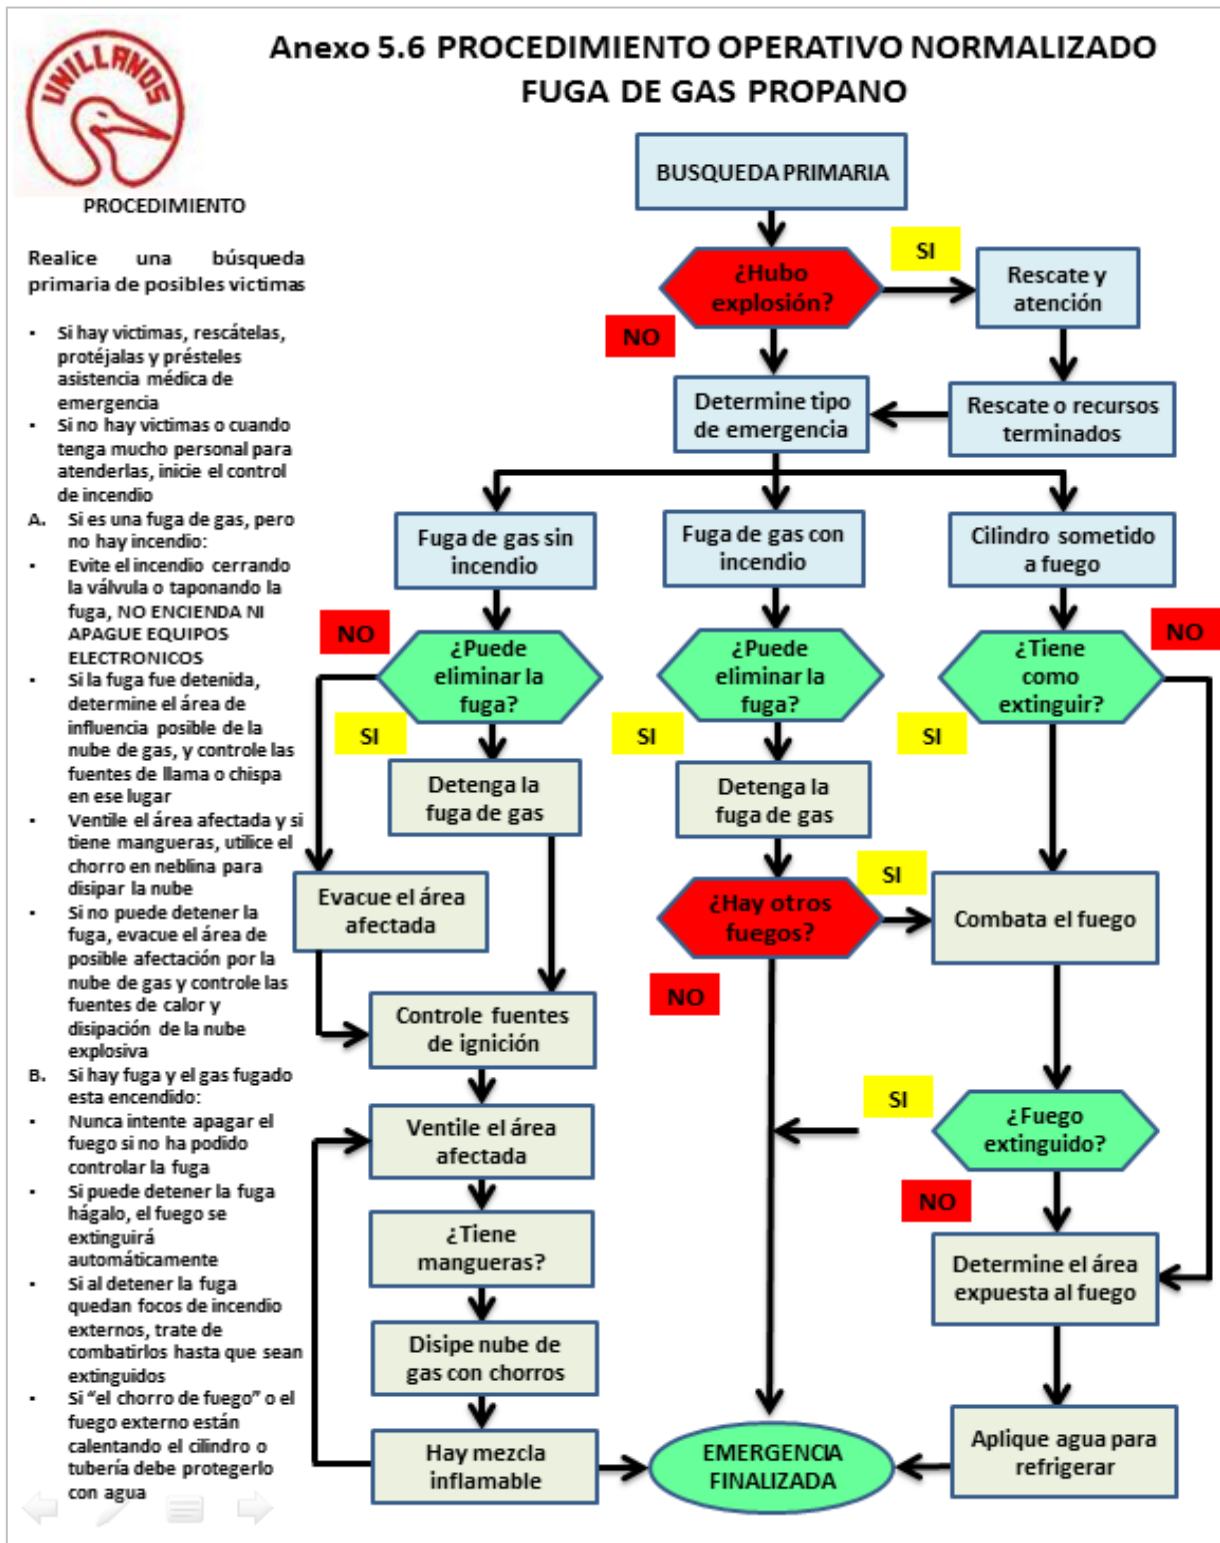 UNILLANOS
Anexo 5.6 PROCEDIMIENTO OPERATIVO NORMALIZADO
FUGA DE GAS PROPANO
PROCEDIMIENTO
Realice una búsqueda
primaria de posibles victimas
▪ Si hay victimas, rescátelas,
protéjalas y présteles
asistencia médica de
emergencia
▪ Si no hay victimas o cuando
tenga mucho personal para
atenderlas, inicie el control
de incendio
A. Si es una fuga de gas, pero
no hay incendio:
▪ Evite el incendio cerrando
la válvula o taponando la
fuga, NO ENCIENDA NI
APAGUE EQUIPOS
ELECTRONICOS
▪ Si la fuga fue detenida,
determine el área de
influencia posible de la
nube de gas, y controle las
fuentes de llama o chispa
en ese lugar
▪ Ventile el área afectada y si
tiene mangueras, utilice el
chorro en neblina para
disipar la nube
▪ Si no puede detener la
fuga, evacue el área de
posible afectación por la
nube de gas y controle las
fuentes de calor y
disipación de la nube
explosiva
B. Si hay fuga y el gas fugado
esta encendido:
▪ Nunca intente apagar el
fuego si no ha podido
controlar la fuga
▪ Si puede detener la fuga
hágalo, el fuego se
extinguirá
automáticamente
▪ Si al detener la fuga
quedan focos de incendio
externos, trate de
combatirlos hasta que sean
extinguidos
▪ Si “el chorro de fuego” o el
fuego externo están
calentando el cilindro o
tubería debe protegerlo
con agua
BUSQUEDA PRIMARIA
¿Hubo
explosión?
SI
Rescate y
atención
NO
Determine tipo
de emergencia
Rescate o recursos
terminados
Fuga de gas sin
incendio
Fuga de gas con
incendio
Cilindro sometido
a fuego
NO
¿Puede
eliminar la
fuga?
¿Puede
eliminar la
fuga?
¿Tiene
como
extinguir?
NO
SI
SI
SI
Detenga la
fuga de gas
Detenga la
fuga de gas
Evacue el área
afectada
¿Hay otros
fuegos?
SI
Combata el fuego
NO
Controle fuentes
de ignición
SI
Ventile el área
afectada
¿Fuego
extinguido?
NO
¿Tiene
mangueras?
Determine el área
expuesta al fuego
Disipe nube de
gas con chorros
Hay mezcla
inflamable
EMERGENCIA
FINALIZADA
Aplique agua para
refrigerar